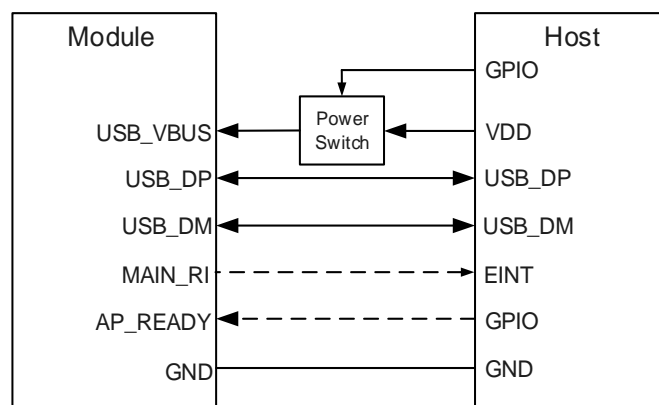 Module
Host
GPIO
Power
Switch
USB_VBUS
VDD
USB_DP
USB_DP
USB_DM
USB_DM
MAIN_RI
EINT
AP_READY
GPIO
GND
GND